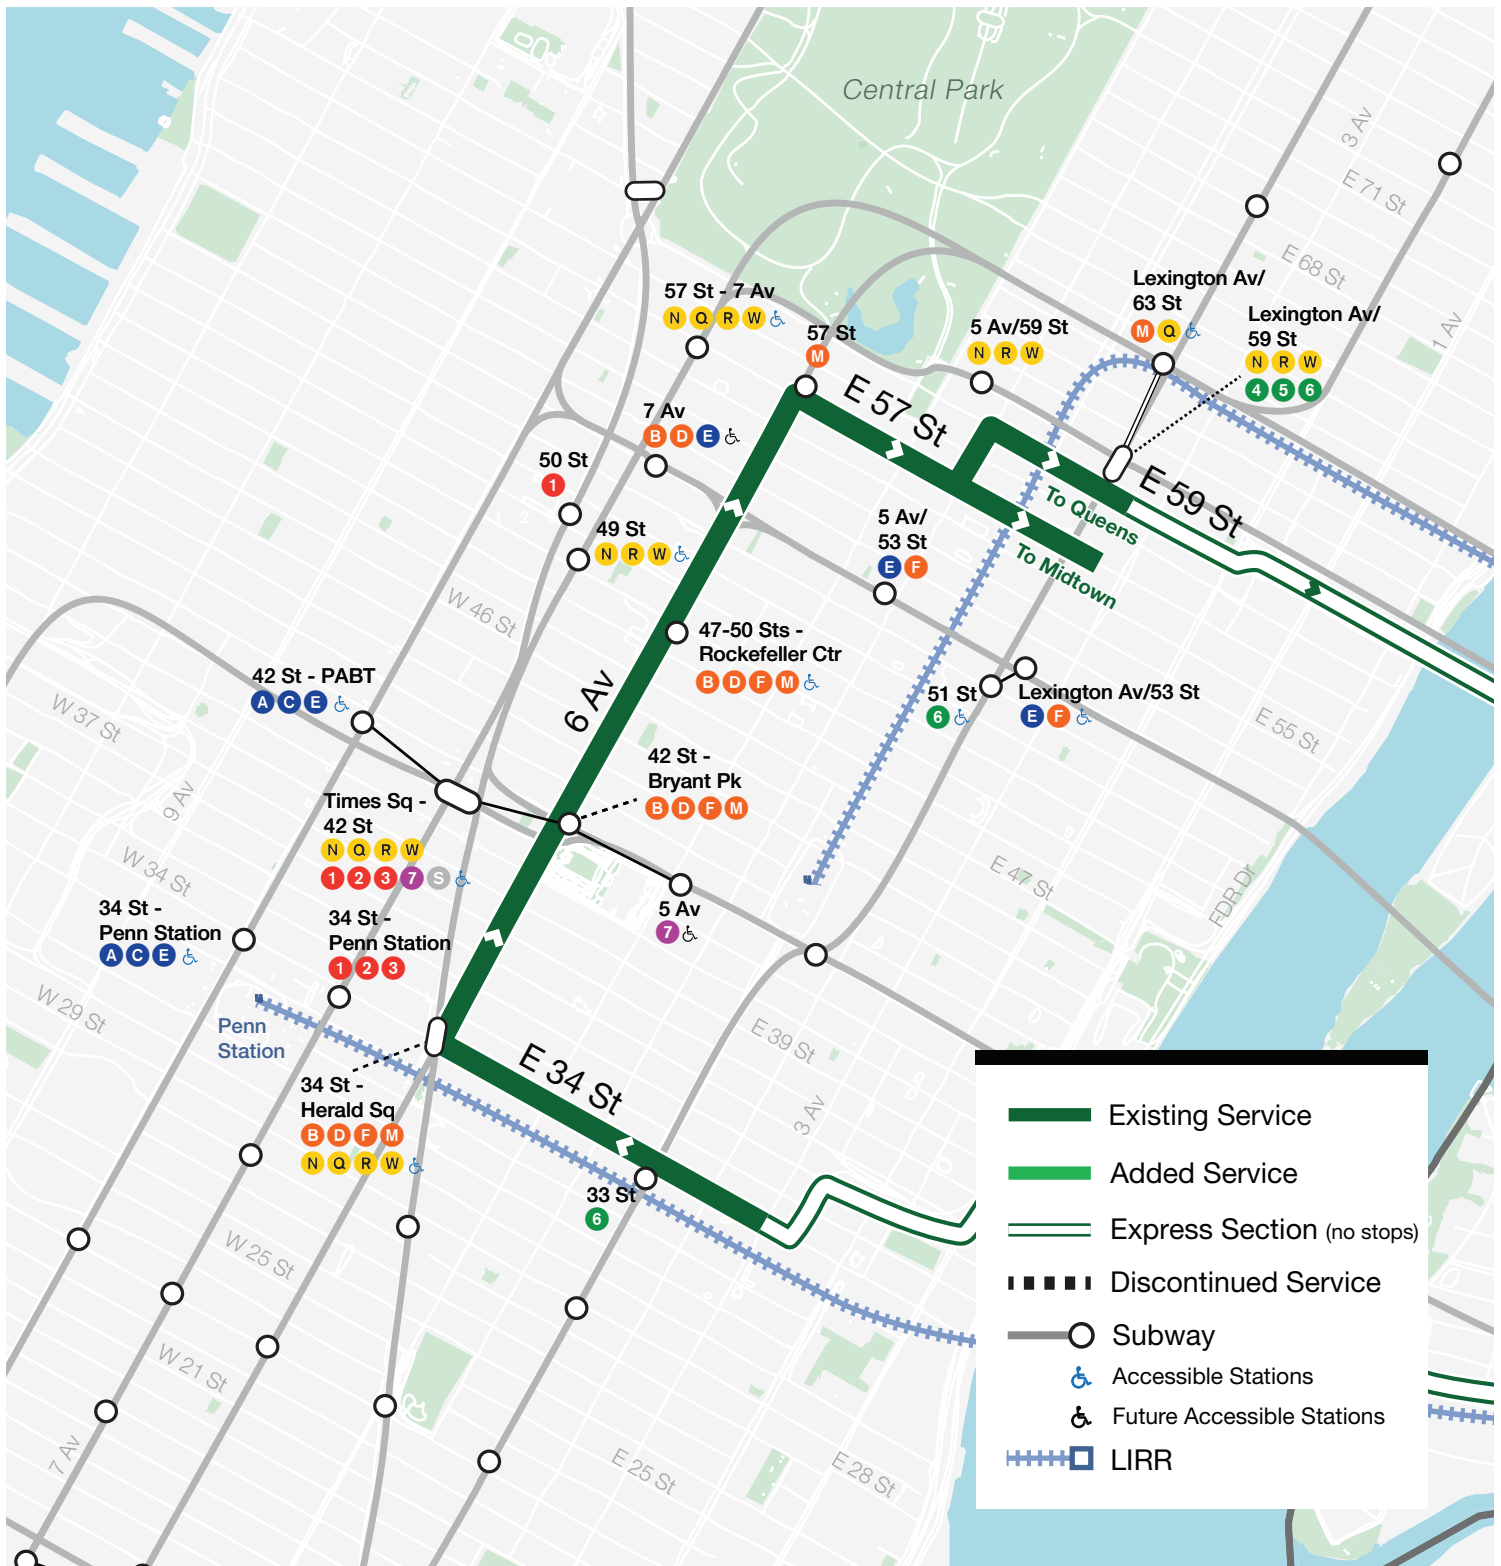 Central Park
3 Av
E 71 St
E 68 St
1 Av
Lexington Av/
63 St
M Q
Lexington Av/
59 St
N R W
4 5 6
57 St - 7 Av
N Q R W
57 St
M
5 Av/59 St
N R W
E 57 St
7 Av
B D E
50 St
1
49 St
N R W
E 59 St
To Queens
To Midtown
5 Av/
53 St
E F
W 46 St
47-50 Sts -
Rockefeller Ctr
B D F M
6 Av
42 St - PABT
A C E
W 37 St
51 St
6
Lexington Av/53 St
E F
E 55 St
42 St -
Bryant Pk
B D F M
9 Av
Times Sq -
42 St
N Q R W
1 2 3 7 S
W 34 St
E 47 St
FDR Dr
34 St -
Penn Station
A C E
34 St -
Penn Station
1 2 3
5 Av
7
W 29 St
Penn
Station
E 39 St
E 34 St
3 Av
34 St -
Herald Sq
B D F M
N Q R W
33 St
6
W 25 St
W 21 St
7 Av
E 25 St
E 28 St
Existing Service
Added Service
Express Section (no stops)
Discontinued Service
Subway
Accessible Stations
Future Accessible Stations
LIRR